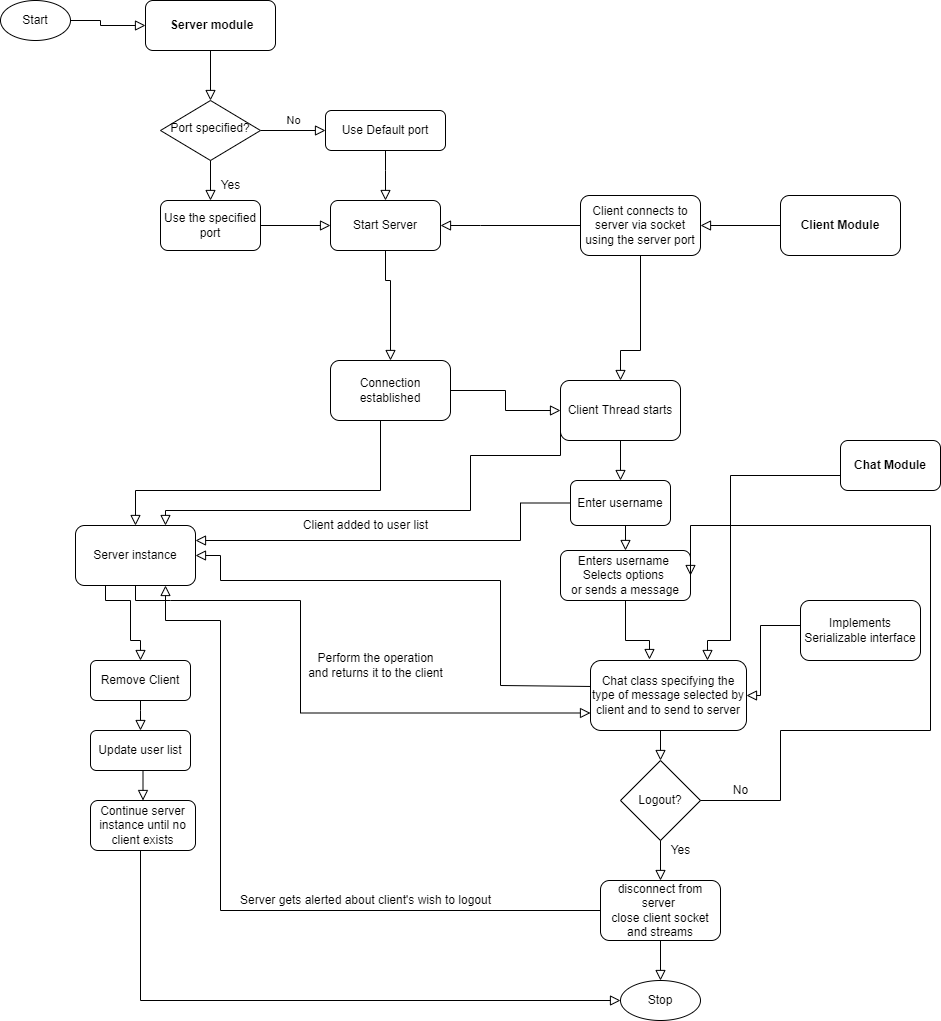 Start
Server module
Port specified?
No
Use Default port
Yes
Use the specified
port
Start Server
Client connects to
server via socket
using the server port
Client Module
Connection
established
Client Thread starts
Chat Module
Enter username
Client added to user list
Server instance
Enters username
Selects options
or sends a message
Implements
Serializable interface
Perform the operation
and returns it to the client
Remove Client
Chat class specifying the
type of message selected by
client and to send to server
Update user list
Logout?
No
Continue server
instance until no
client exists
Yes
Server gets alerted about client's wish to logout
disconnect from
server
close client socket
and streams
Stop